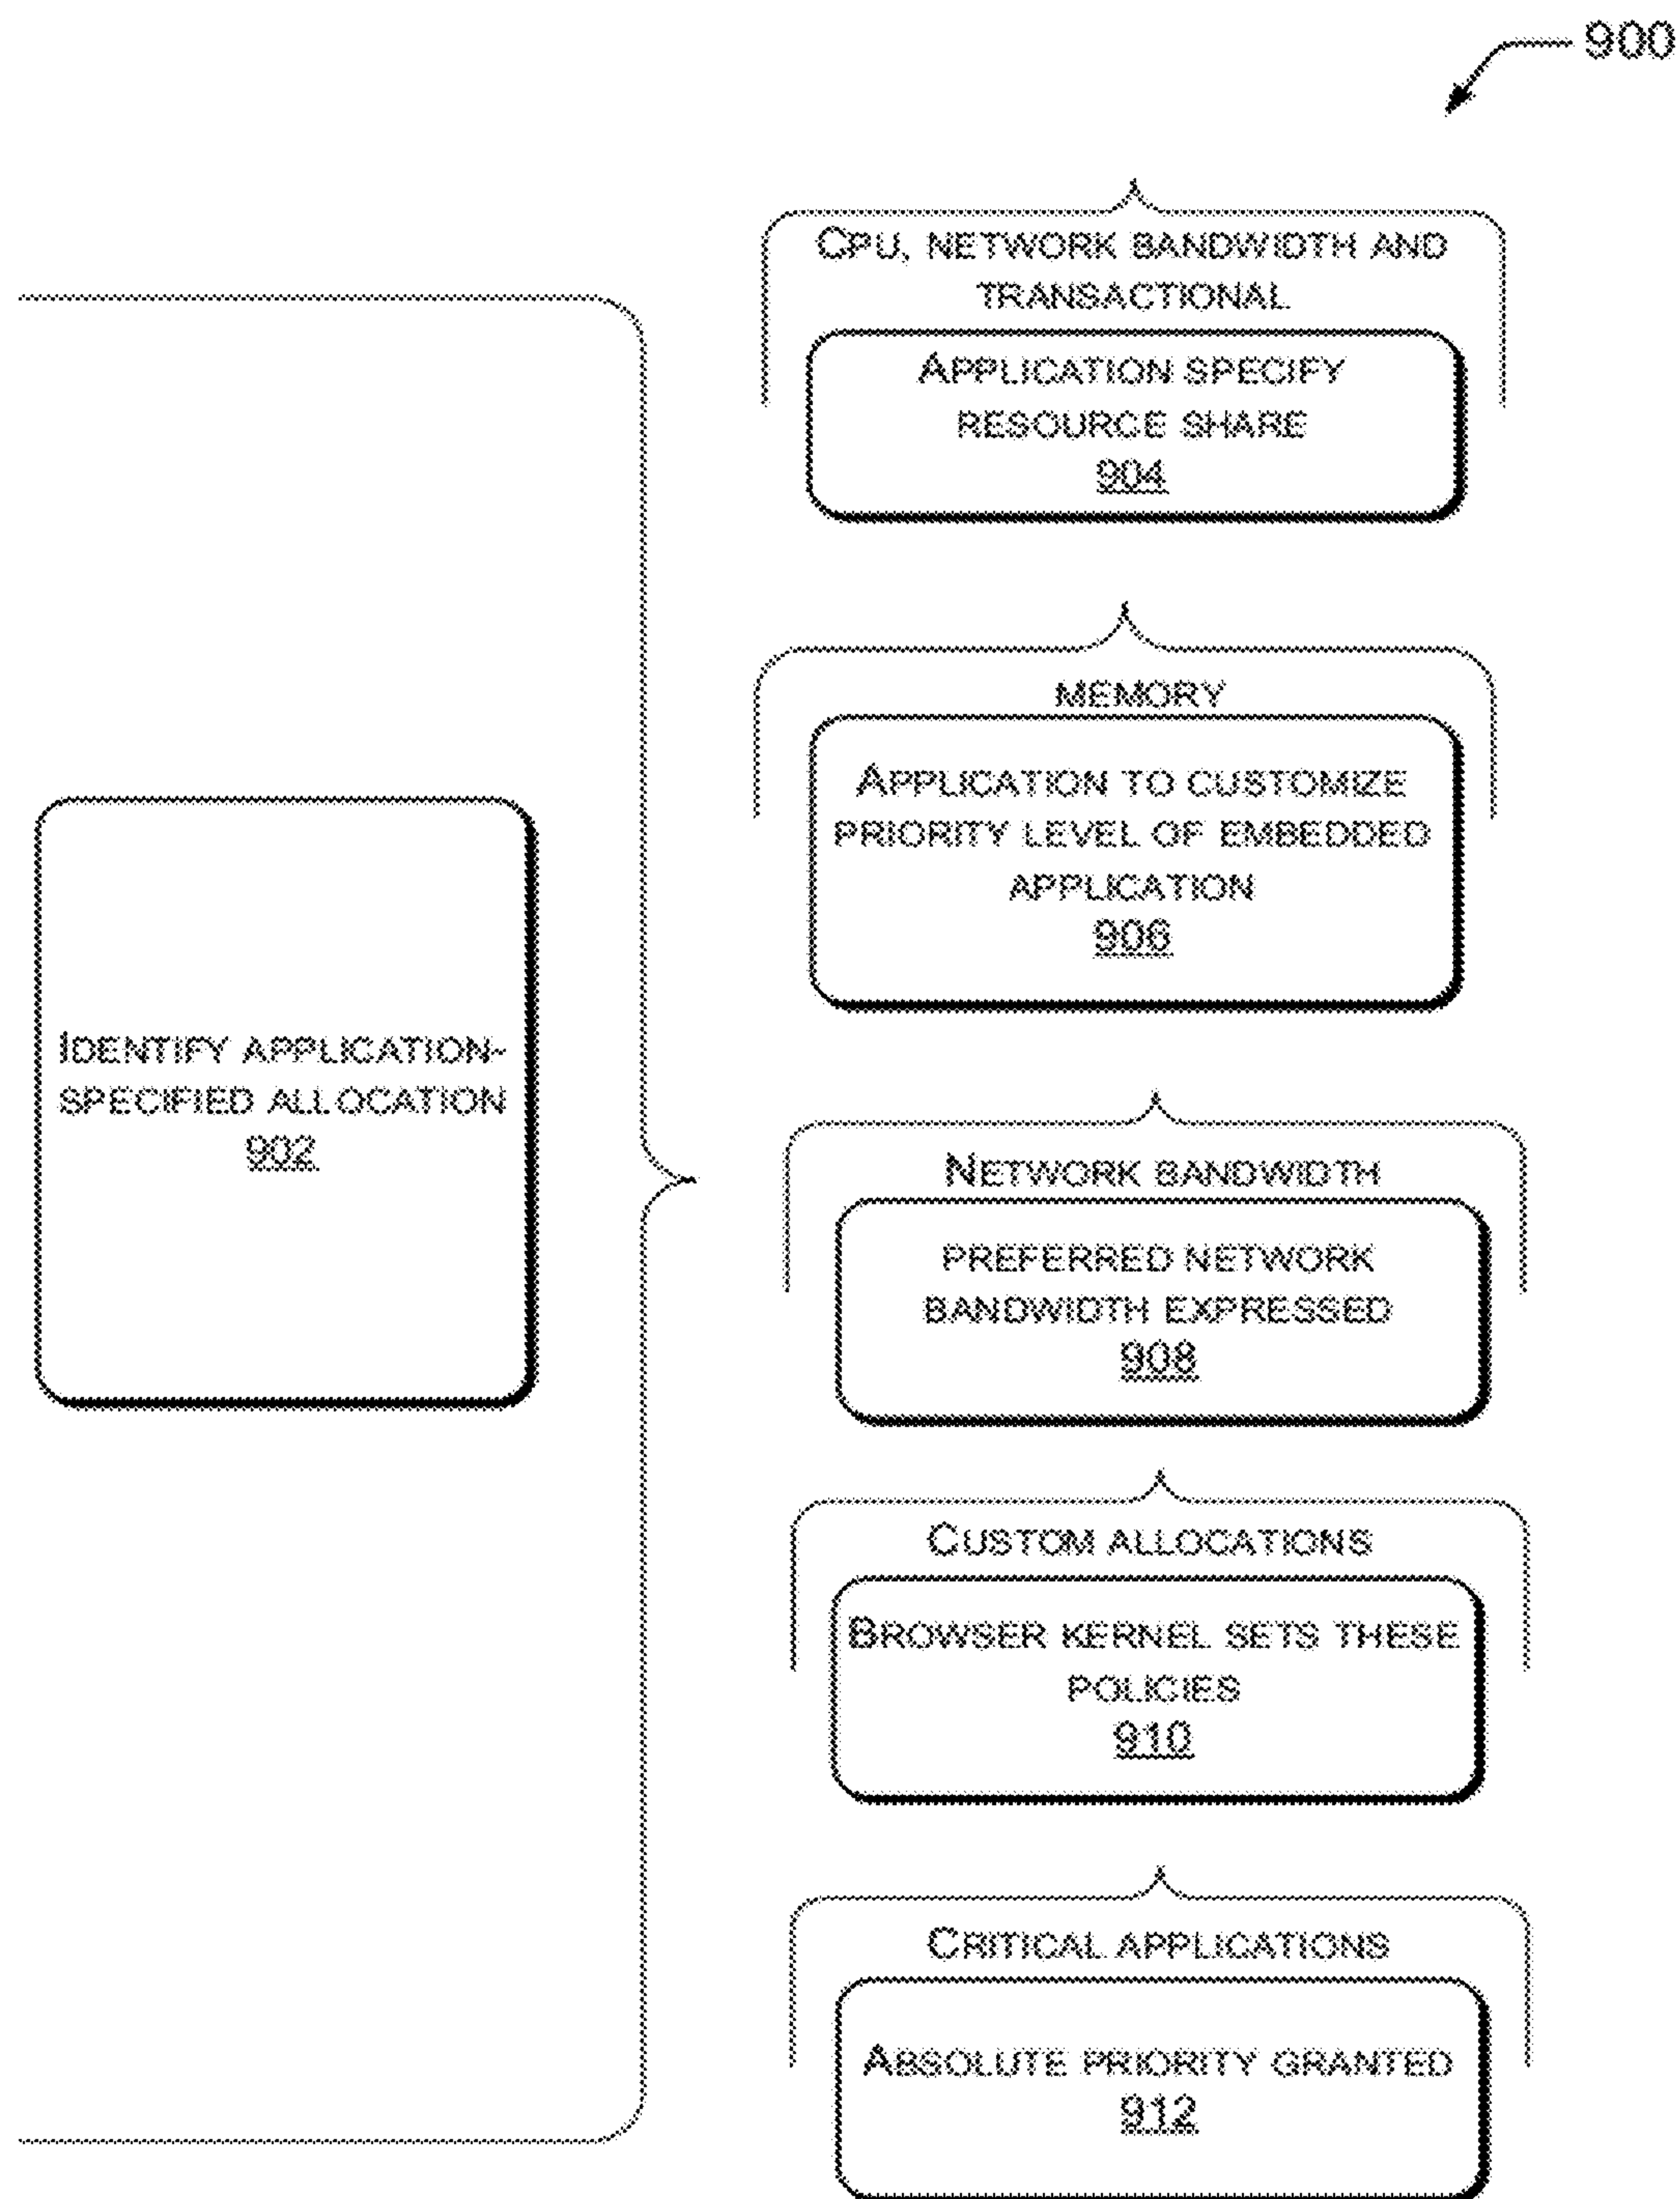 900
CPU, NETWORK BANDWIDTH AND
TRANSACTIONAL
APPLICATION SPECIFY
RESOURCE SHARE
904
MEMORY
APPLICATION TO CUSTOMIZE
PRIORITY LEVEL OF EMBEDDED
APPLICATION
906
IDENTIFY APPLICATION-
SPECIFIED ALLOCATION
902
NETWORK BANDWIDTH
PREFERRED NETWORK
BANDWIDTH EXPRESSED
908
CUSTOM ALLOCATIONS
BROWSER KERNEL SETS THESE
POLICIES
910
CRITICAL APPLICATIONS
ABSOLUTE PRIORITY GRANTED
912